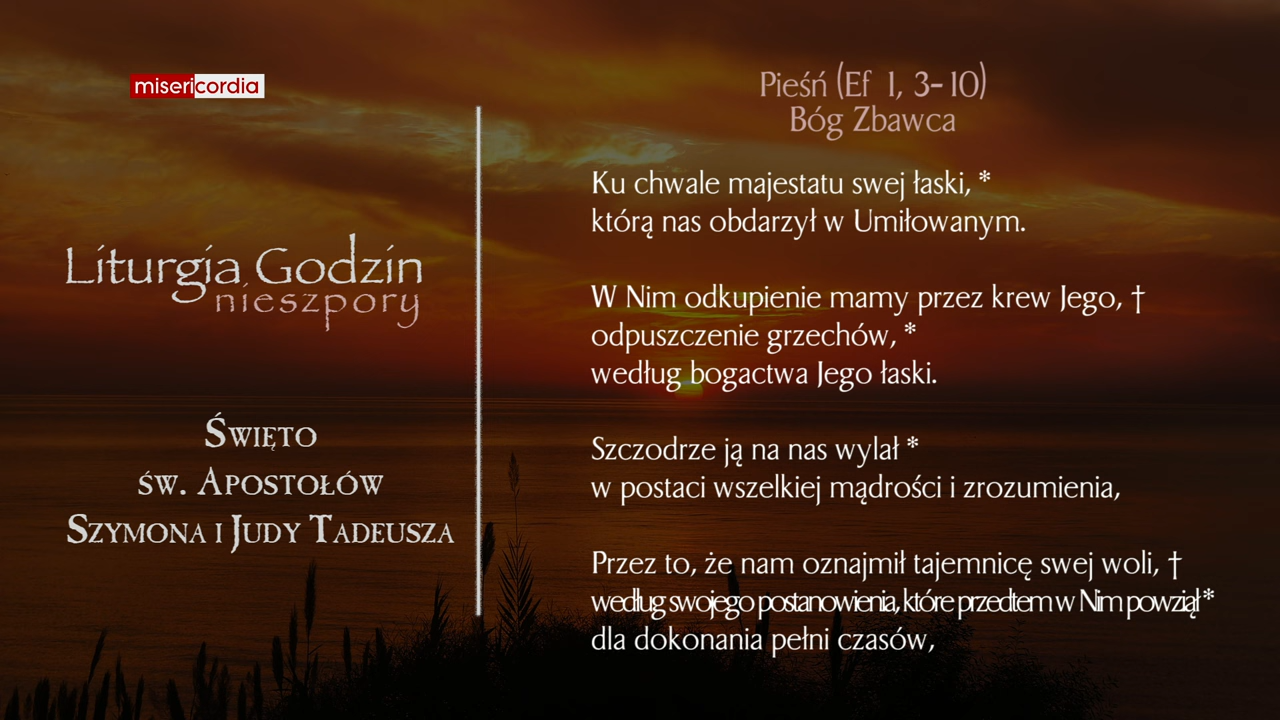 misericordia
Liturgia Godzin
nieszpory
Święto
św. Apostołów
Szymona i Judy Tadeusza
Pieśń (Ef 1, 3-10)
Bóg Zbawca
Ku chwale majestatu swej łaski, *
którą nas obdarzył w Umiłowanym.
W Nim odkupienie mamy przez krew Jego, †
odpuszczenie grzechów, *
według bogactwa Jego łaski.
Szczodrze ją na nas wylał *
w postaci wszelkiej mądrości i zrozumienia,
Przez to, że nam oznajmił tajemnicę swej woli, †
według swojego postanowienia, które przedtem w Nim powziął *
dla dokonania pełni czasów,